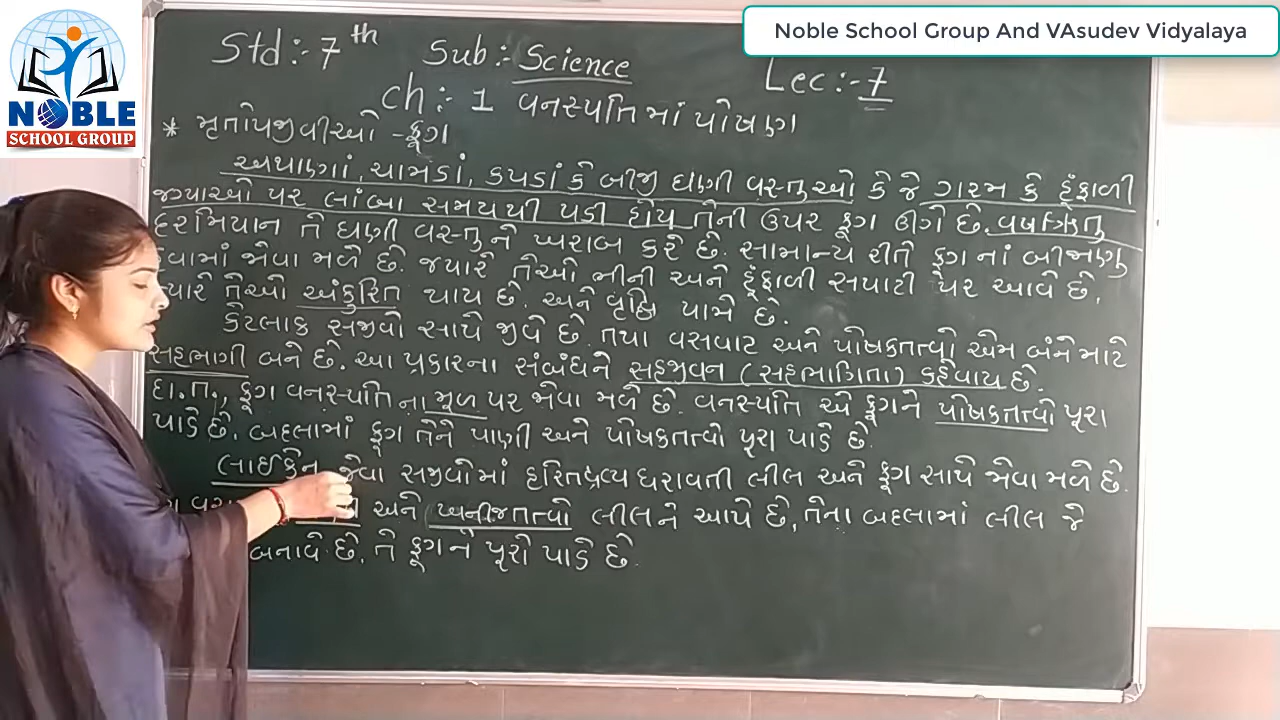 Noble School Group And VAsudev Vidyalaya
NOBLE
SCHOOL GROUP
Std:- 7th Sub:- Science Lec:- 7
ch:- 1 વનસ્પતિમાં પોષણ
* મૃતોપજીવીઓ - ફૂગ
અથાણાં, ચામડાં, કપડાં કે બીજી ઘણી વસ્તુઓ કે જે ગરમ કે હૂંફાળી
જગ્યાઓ પર લાંબા સમયથી પડી હોય તેની ઉપર ફૂગ ઊગે છે. વર્ષાઋતુ
દરમિયાન તે ઘણી વસ્તુને ખરાબ કરે છે. સામાન્ય રીતે ફૂગનાં બીજાણુ
હવામાં જોવા મળે છે. જ્યારે તેઓ ભીની અને હૂંફાળી સપાટી પર આવે છે,
ત્યારે તેઓ અંકુરિત થાય છે. અને વૃદ્ધિ પામે છે.
કેટલાક સજીવો સાથે જીવે છે. તથા વસવાટ અને પોષકતત્વો એમ બંને માટે
સહભાગી બને છે. આ પ્રકારના સંબંધને સહજીવન (સહભાગિતા) કહેવાય છે.
દા.ત., ફૂગ વનસ્પતિના મૂળ પર જોવા મળે છે. વનસ્પતિ એ ફૂગને પોષકતત્વો પૂરા
પાડે છે. બદલામાં ફૂગ તેને પાણી અને પોષકતત્વો પૂરા પાડે છે.
લાઈકેન જેવા સજીવોમાં હરિતદ્રવ્ય ધરાવતી લીલ અને ફૂગ સાથે જોવા મળે છે.
અને ખનીજતત્વો લીલને આપે છે, તેના બદલામાં લીલ જે
બનાવે છે. તે ફૂગને પૂરો પાડે છે.